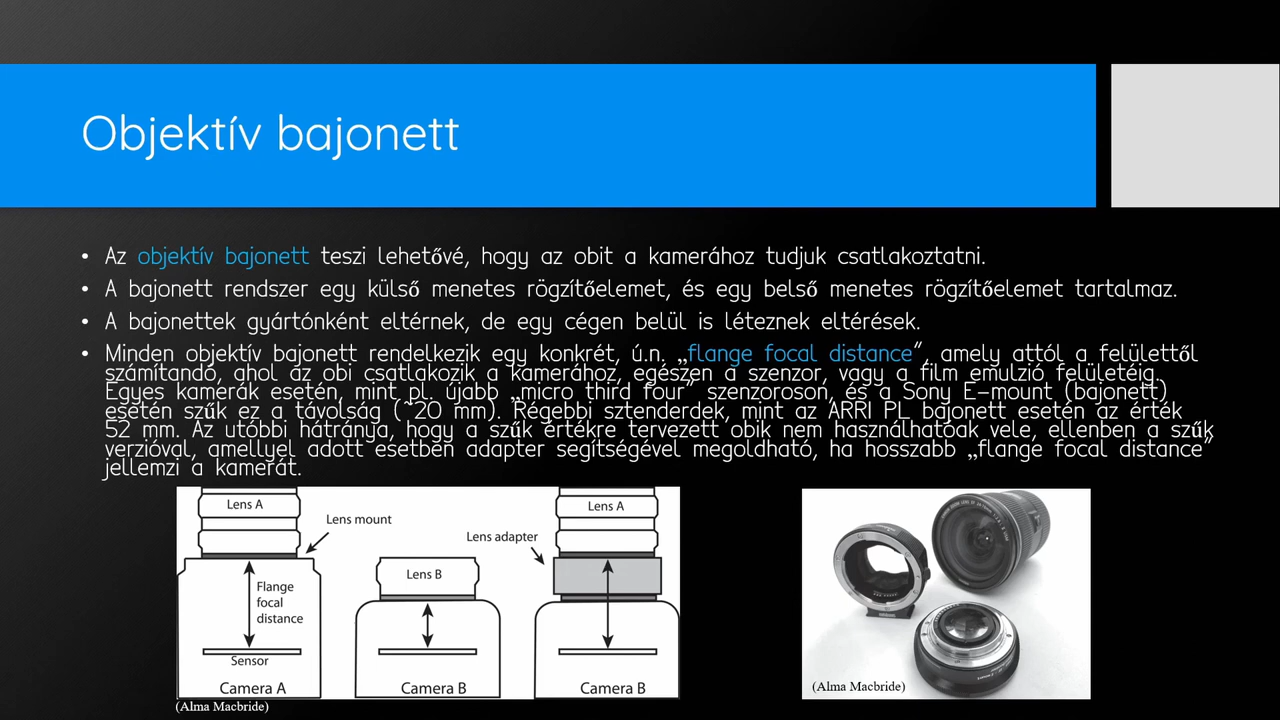 Objektív bajonett
• Az objektív bajonett teszi lehetővé, hogy az obit a kamerához tudjuk csatlakoztatni.
• A bajonett rendszer egy külső menetes rögzítőelemet, és egy belső menetes rögzítőelemet tartalmaz.
• A bajonettek gyártónként eltérnek, de egy cégen belül is léteznek eltérések.
• Minden objektív bajonett rendelkezik egy konkrét, ú.n. „flange focal distance”, amely attól a felülettől
számítandó, ahol az obi csatlakozik a kamerához, egészen a szenzor, vagy a film emulzió felületéig.
Egyes kamerák esetén, mint pl. újabb „micro third four” szenzoroson, és a Sony E-mount (bajonett)
esetén szűk ez a távolság (~20 mm). Régebbi sztenderdek, mint az ARRI PL bajonett esetén az érték
52 mm. Az utóbbi hátránya, hogy a szűk értékre tervezett obik nem használhatóak vele, ellenben a szűk
verzióval, amellyel adott esetben adapter segítségével megoldható, ha hosszabb „flange focal distance”
jellemzi a kamerát.
Lens A
Lens mount
Flange
focal
distance
Sensor
Camera A
Lens B
Camera B
Lens A
Lens adapter
Camera B
(Alma Macbride)
(Alma Macbride)